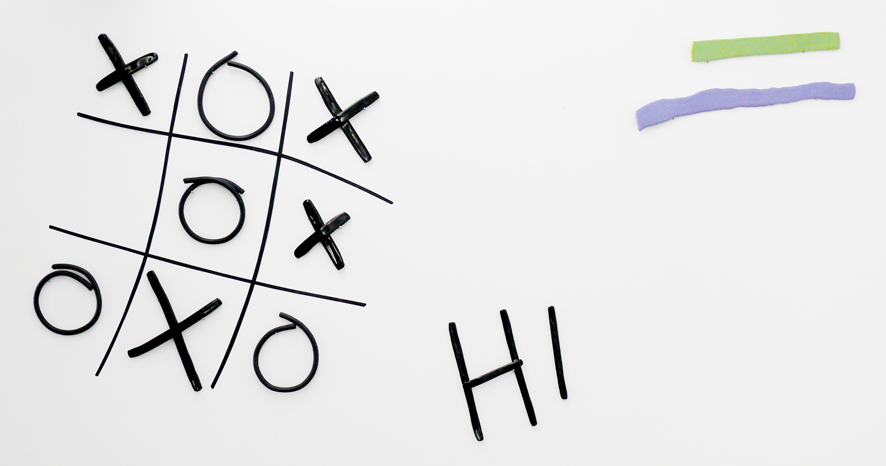 X O X
O X
O X O
HI